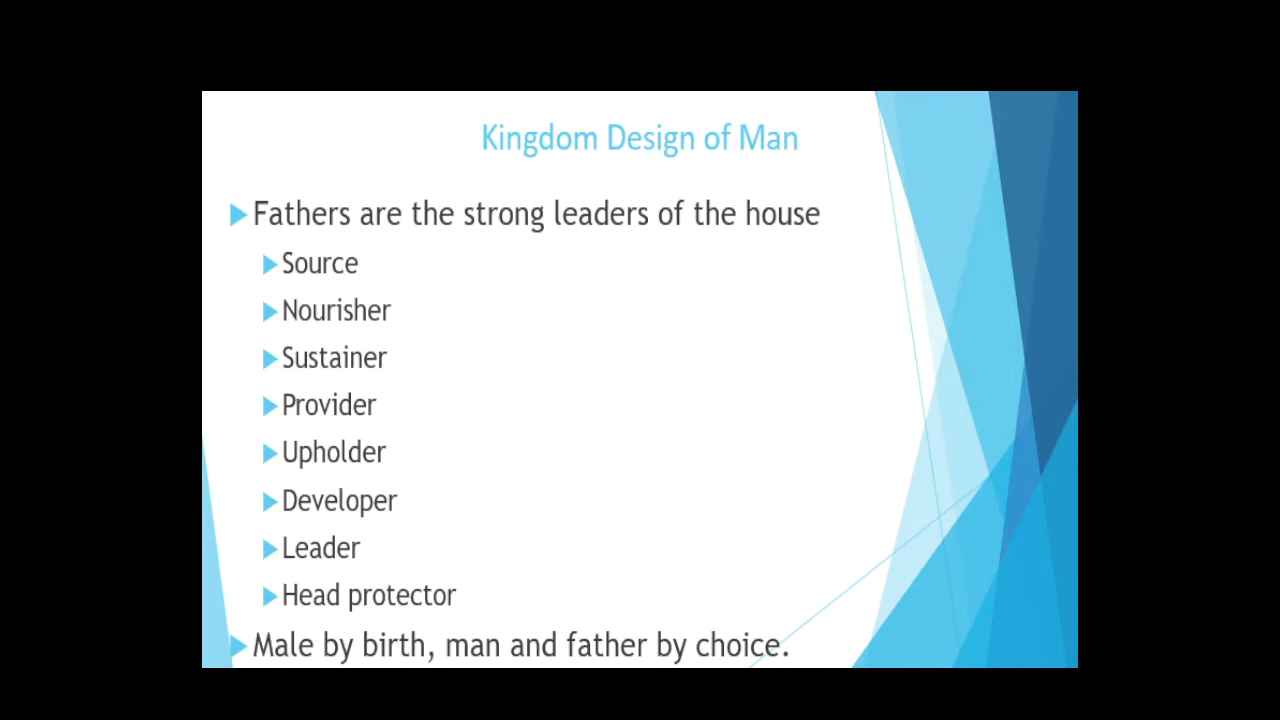 Kingdom Design of Man
Fathers are the strong leaders of the house
Source
Nourisher
Sustainer
Provider
Upholder
Developer
Leader
Head protector
Male by birth, man and father by choice.